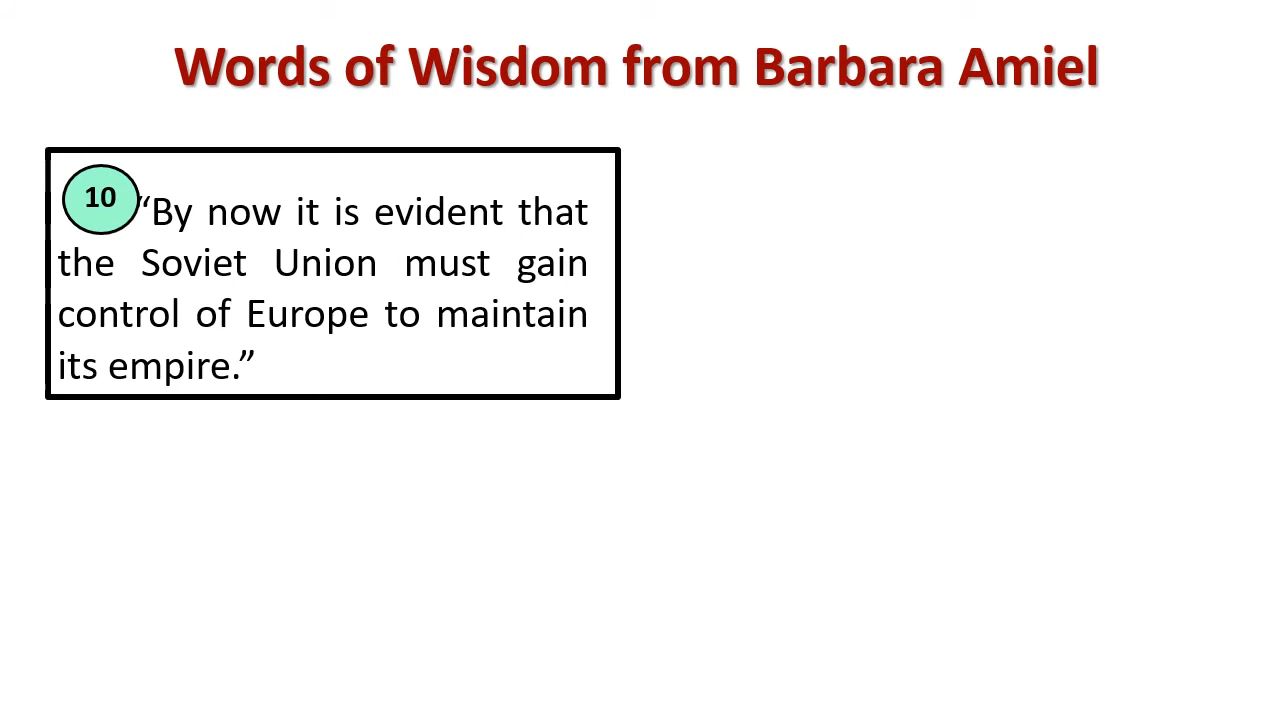 Words of Wisdom from Barbara Amiel
10
“By now it is evident that
the Soviet Union must gain
control of Europe to maintain
its empire.”